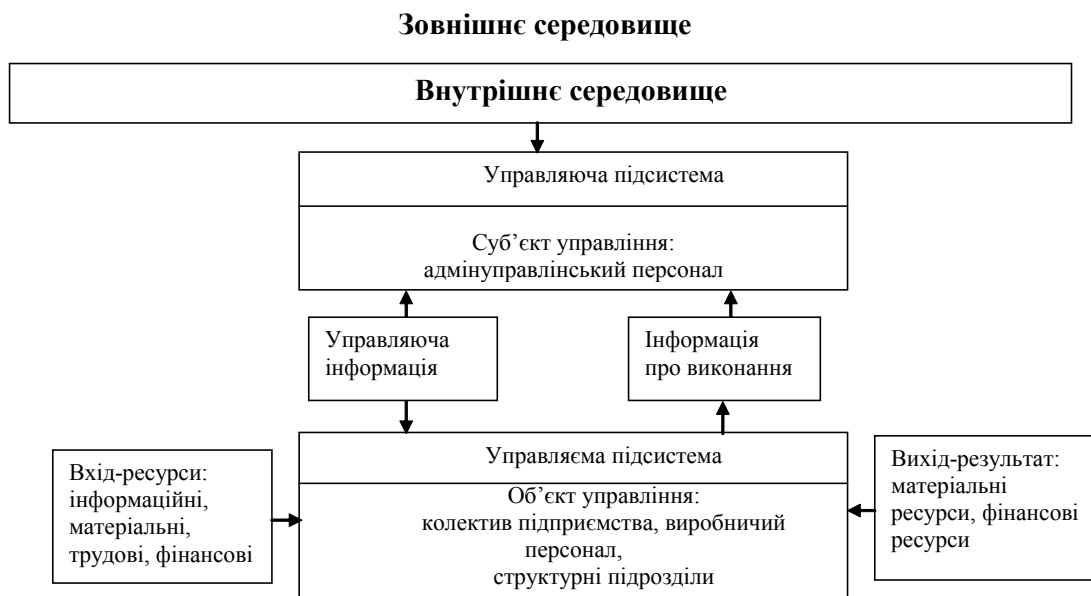 Зовнішнє середовище
Внутрішнє середовище
Управляюча підсистема
Суб’єкт управління:
адмінуправлінський персонал
Управляюча
інформація
Інформація
про виконання
Управляєма підсистема
Об’єкт управління:
колектив підприємства, виробничий
персонал,
структурні підрозділи
Вхід-ресурси:
інформаційні,
матеріальні,
трудові, фінансові
Вихід-результат:
матеріальні
ресурси, фінансові
ресурси